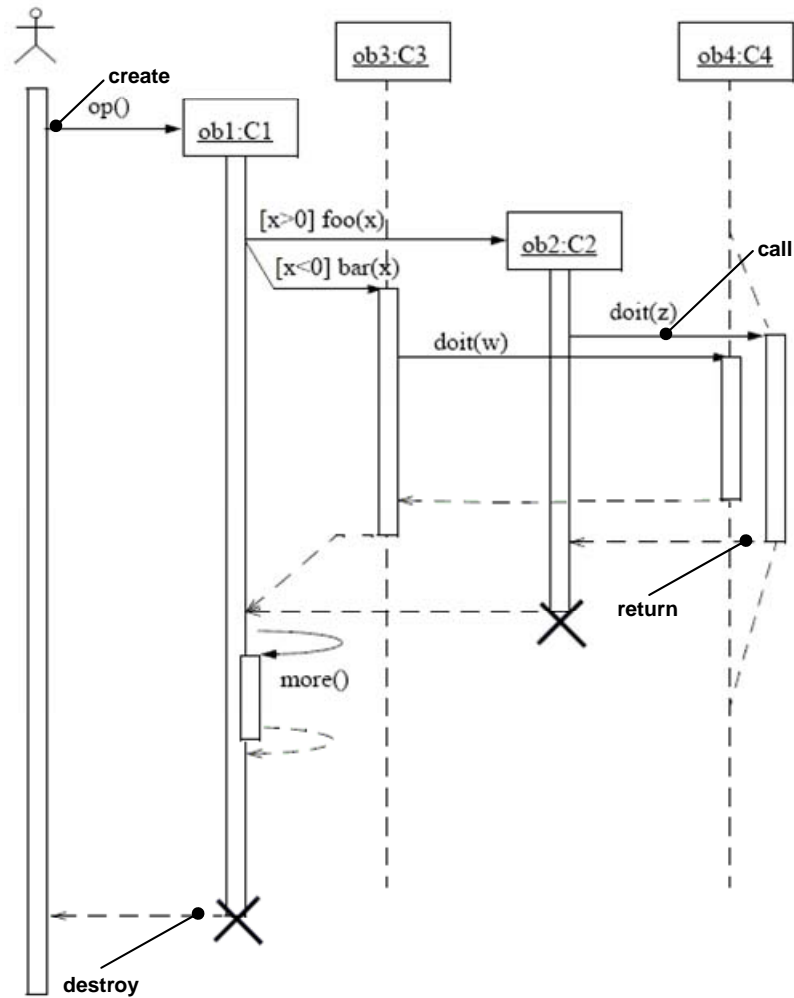 ob3:C3
ob4:C4
create
op()
ob1:C1
[x>0] foo(x)
ob2:C2
call
[x<0] bar(x)
doit(z)
doit(w)
return
more()
destroy